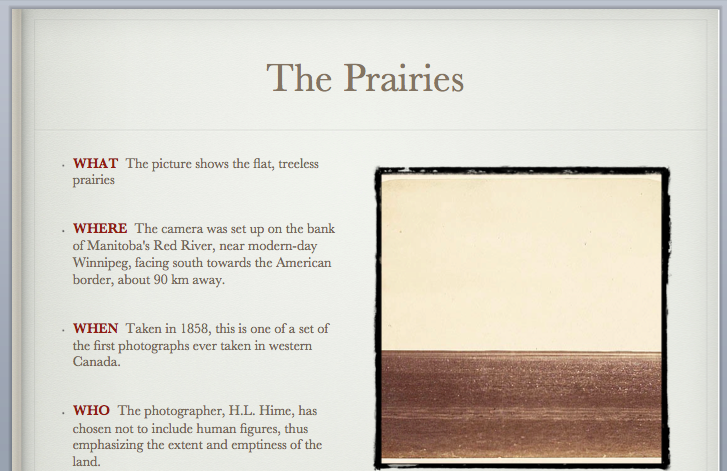 The Prairies
WHAT The picture shows the flat, treeless
prairies
WHERE The camera was set up on the bank
of Manitoba's Red River, near modern-day
Winnipeg, facing south towards the American
border, about 90 km away.
WHEN Taken in 1858, this is one of a set of
the first photographs ever taken in western
Canada.
WHO The photographer, H.L. Hime, has
chosen not to include human figures, thus
emphasizing the extent and emptiness of the
land.